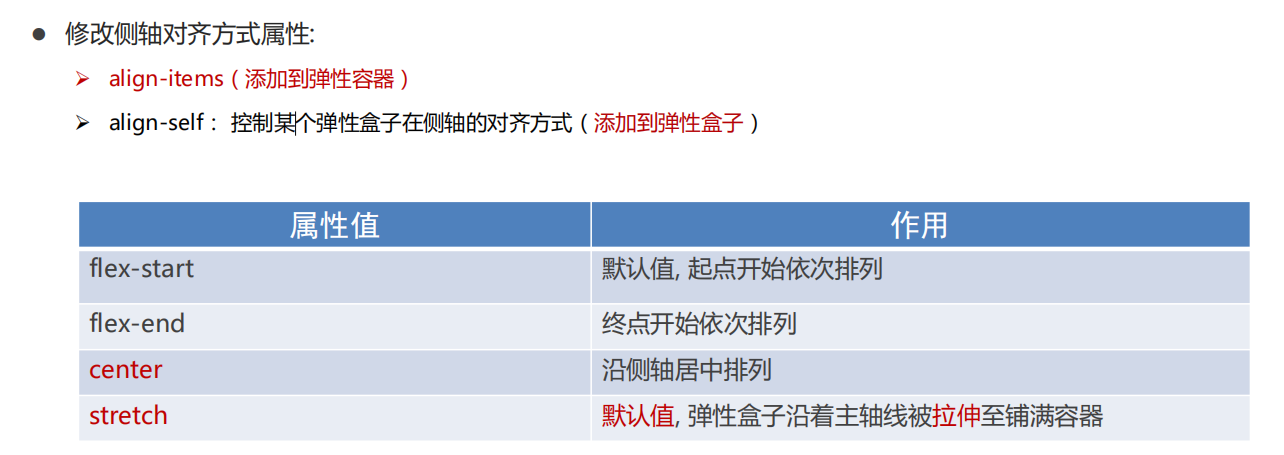 修改侧轴对齐方式属性:
align-items（添加到弹性容器）
align-self： 控制某个弹性盒子在侧轴的对齐方式（添加到弹性盒子）
属性值 作用
flex-start 默认值, 起点开始依次排列
flex-end 终点开始依次排列
center 沿侧轴居中排列
stretch 默认值, 弹性盒子沿着主轴线被拉伸至铺满容器